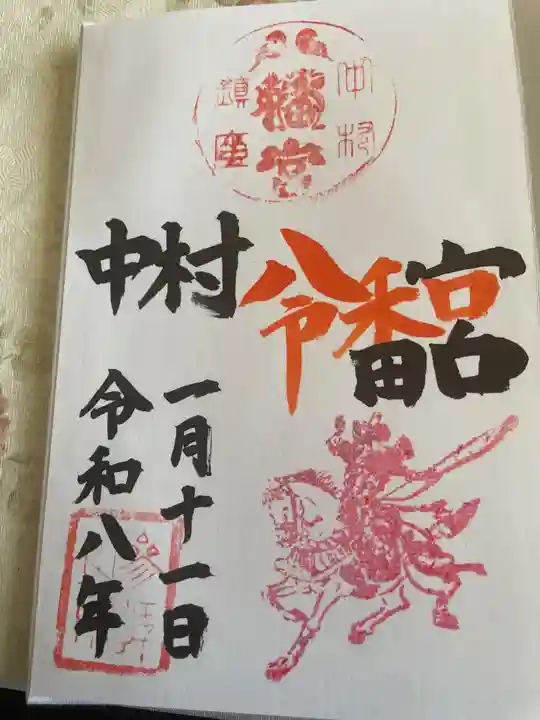 中村
八幡宮
鎮座
中村八幡宮
一月十一日
令和八年